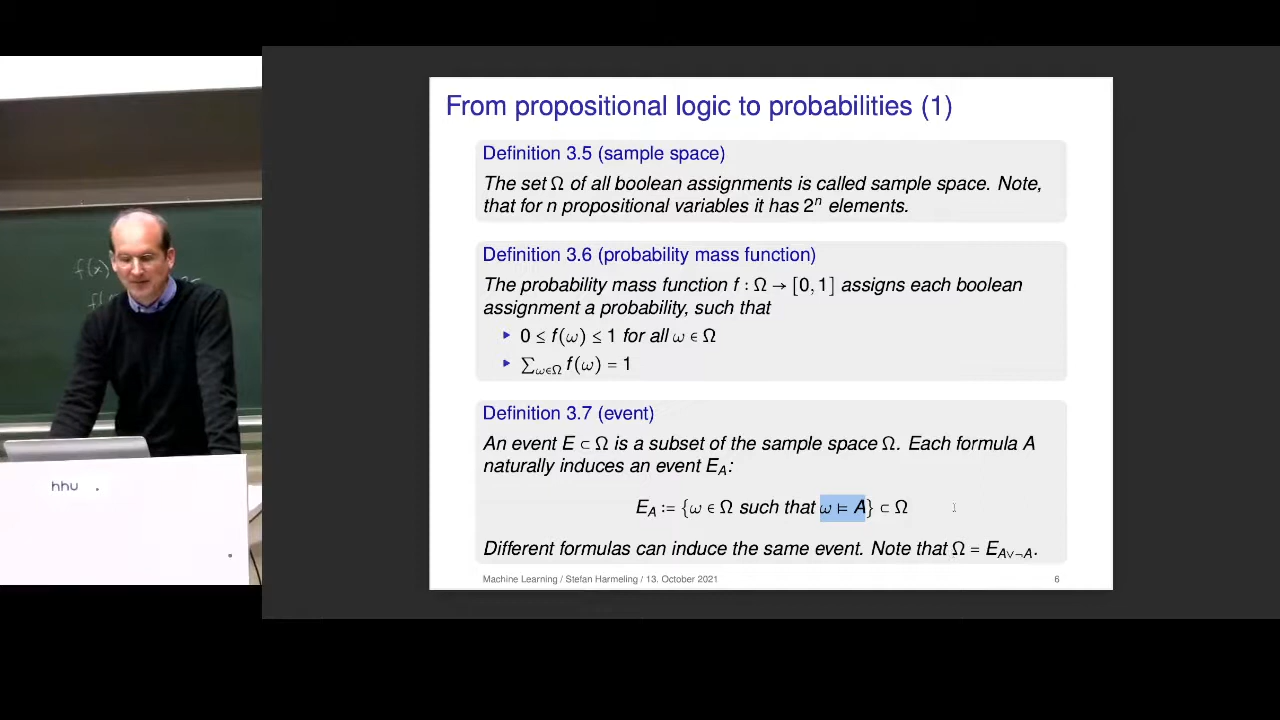 From propositional logic to probabilities (1)
Definition 3.5 (sample space)
The set Ω of all boolean assignments is called sample space. Note,
that for n propositional variables it has 2ⁿ elements.
Definition 3.6 (probability mass function)
The probability mass function f : Ω → [0, 1] assigns each boolean
assignment a probability, such that
▸ 0 ≤ f(ω) ≤ 1 for all ω ∈ Ω
▸ ∑_{ω∈Ω} f(ω) = 1
Definition 3.7 (event)
An event E ⊂ Ω is a subset of the sample space Ω. Each formula A
naturally induces an event E_A:
E_A := {ω ∈ Ω such that ω ⊨ A} ⊂ Ω
Different formulas can induce the same event. Note that Ω = E_{A∨¬A}.
Machine Learning / Stefan Harmeling / 13. October 2021
6
f(x)
hhu .